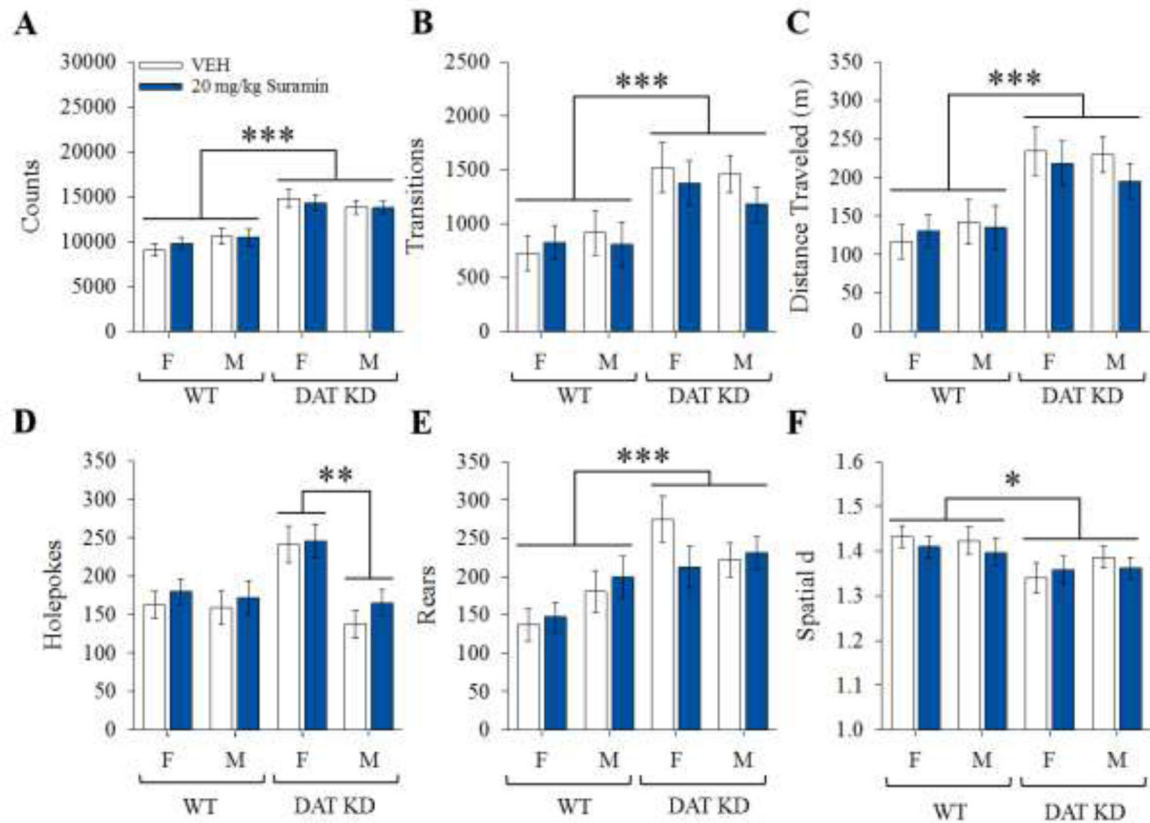 A
B
C
VEH
20 mg/kg Suramin
30000
25000
20000
15000
10000
5000
0
Counts
***
F M F M
WT DAT KD
2500
2000
1500
1000
500
0
Transitions
***
F M F M
WT DAT KD
350
300
250
200
150
100
50
0
Distance Traveled (m)
***
F M F M
WT DAT KD
D
E
F
350
300
250
200
150
100
50
0
Holepokes
**
F M F M
WT DAT KD
350
300
250
200
150
100
50
0
Rears
***
F M F M
WT DAT KD
1.6
1.5
1.4
1.3
1.2
1.1
1.0
Spatial d
*
F M F M
WT DAT KD